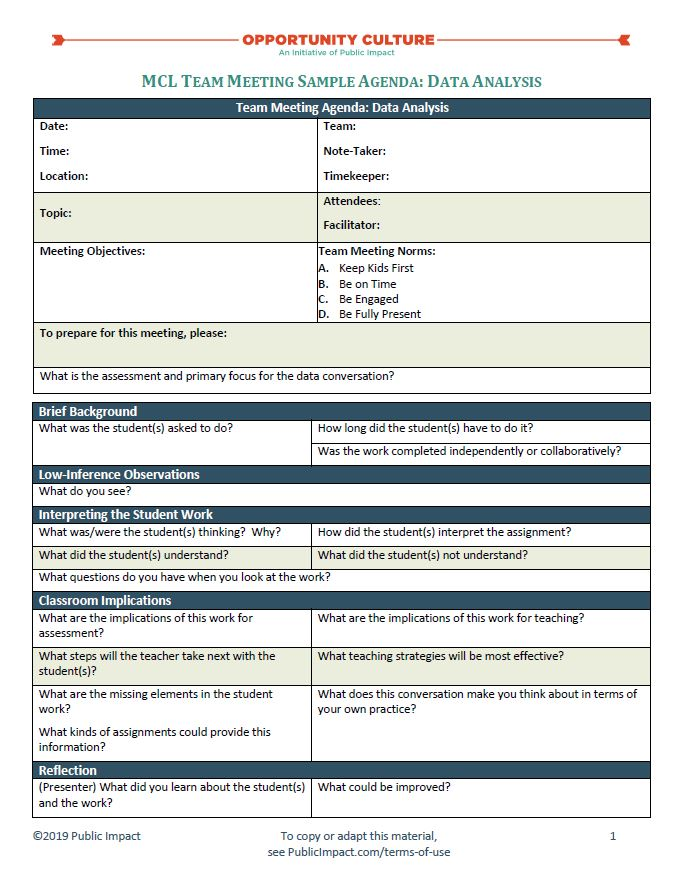 OPPORTUNITY CULTURE
An Initiative of Public Impact
MCL TEAM MEETING SAMPLE AGENDA: DATA ANALYSIS
Team Meeting Agenda: Data Analysis
Date:
Time:
Location:
Team:
Note-Taker:
Timekeeper:
Topic:
Attendees:
Facilitator:
Meeting Objectives:
Team Meeting Norms:
A. Keep Kids First
B. Be on Time
C. Be Engaged
D. Be Fully Present
To prepare for this meeting, please:
What is the assessment and primary focus for the data conversation?
Brief Background
What was the student(s) asked to do?
How long did the student(s) have to do it?
Was the work completed independently or collaboratively?
Low-Inference Observations
What do you see?
Interpreting the Student Work
What was/were the student(s) thinking? Why?
How did the student(s) interpret the assignment?
What did the student(s) understand?
What did the student(s) not understand?
What questions do you have when you look at the work?
Classroom Implications
What are the implications of this work for
assessment?
What are the implications of this work for teaching?
What steps will the teacher take next with the
student(s)?
What teaching strategies will be most effective?
What are the missing elements in the student
work?
What kinds of assignments could provide this
information?
What does this conversation make you think about in terms of
your own practice?
Reflection
(Presenter) What did you learn about the student(s)
and the work?
What could be improved?
©2019 Public Impact
To copy or adapt this material,
see PublicImpact.com/terms-of-use
1